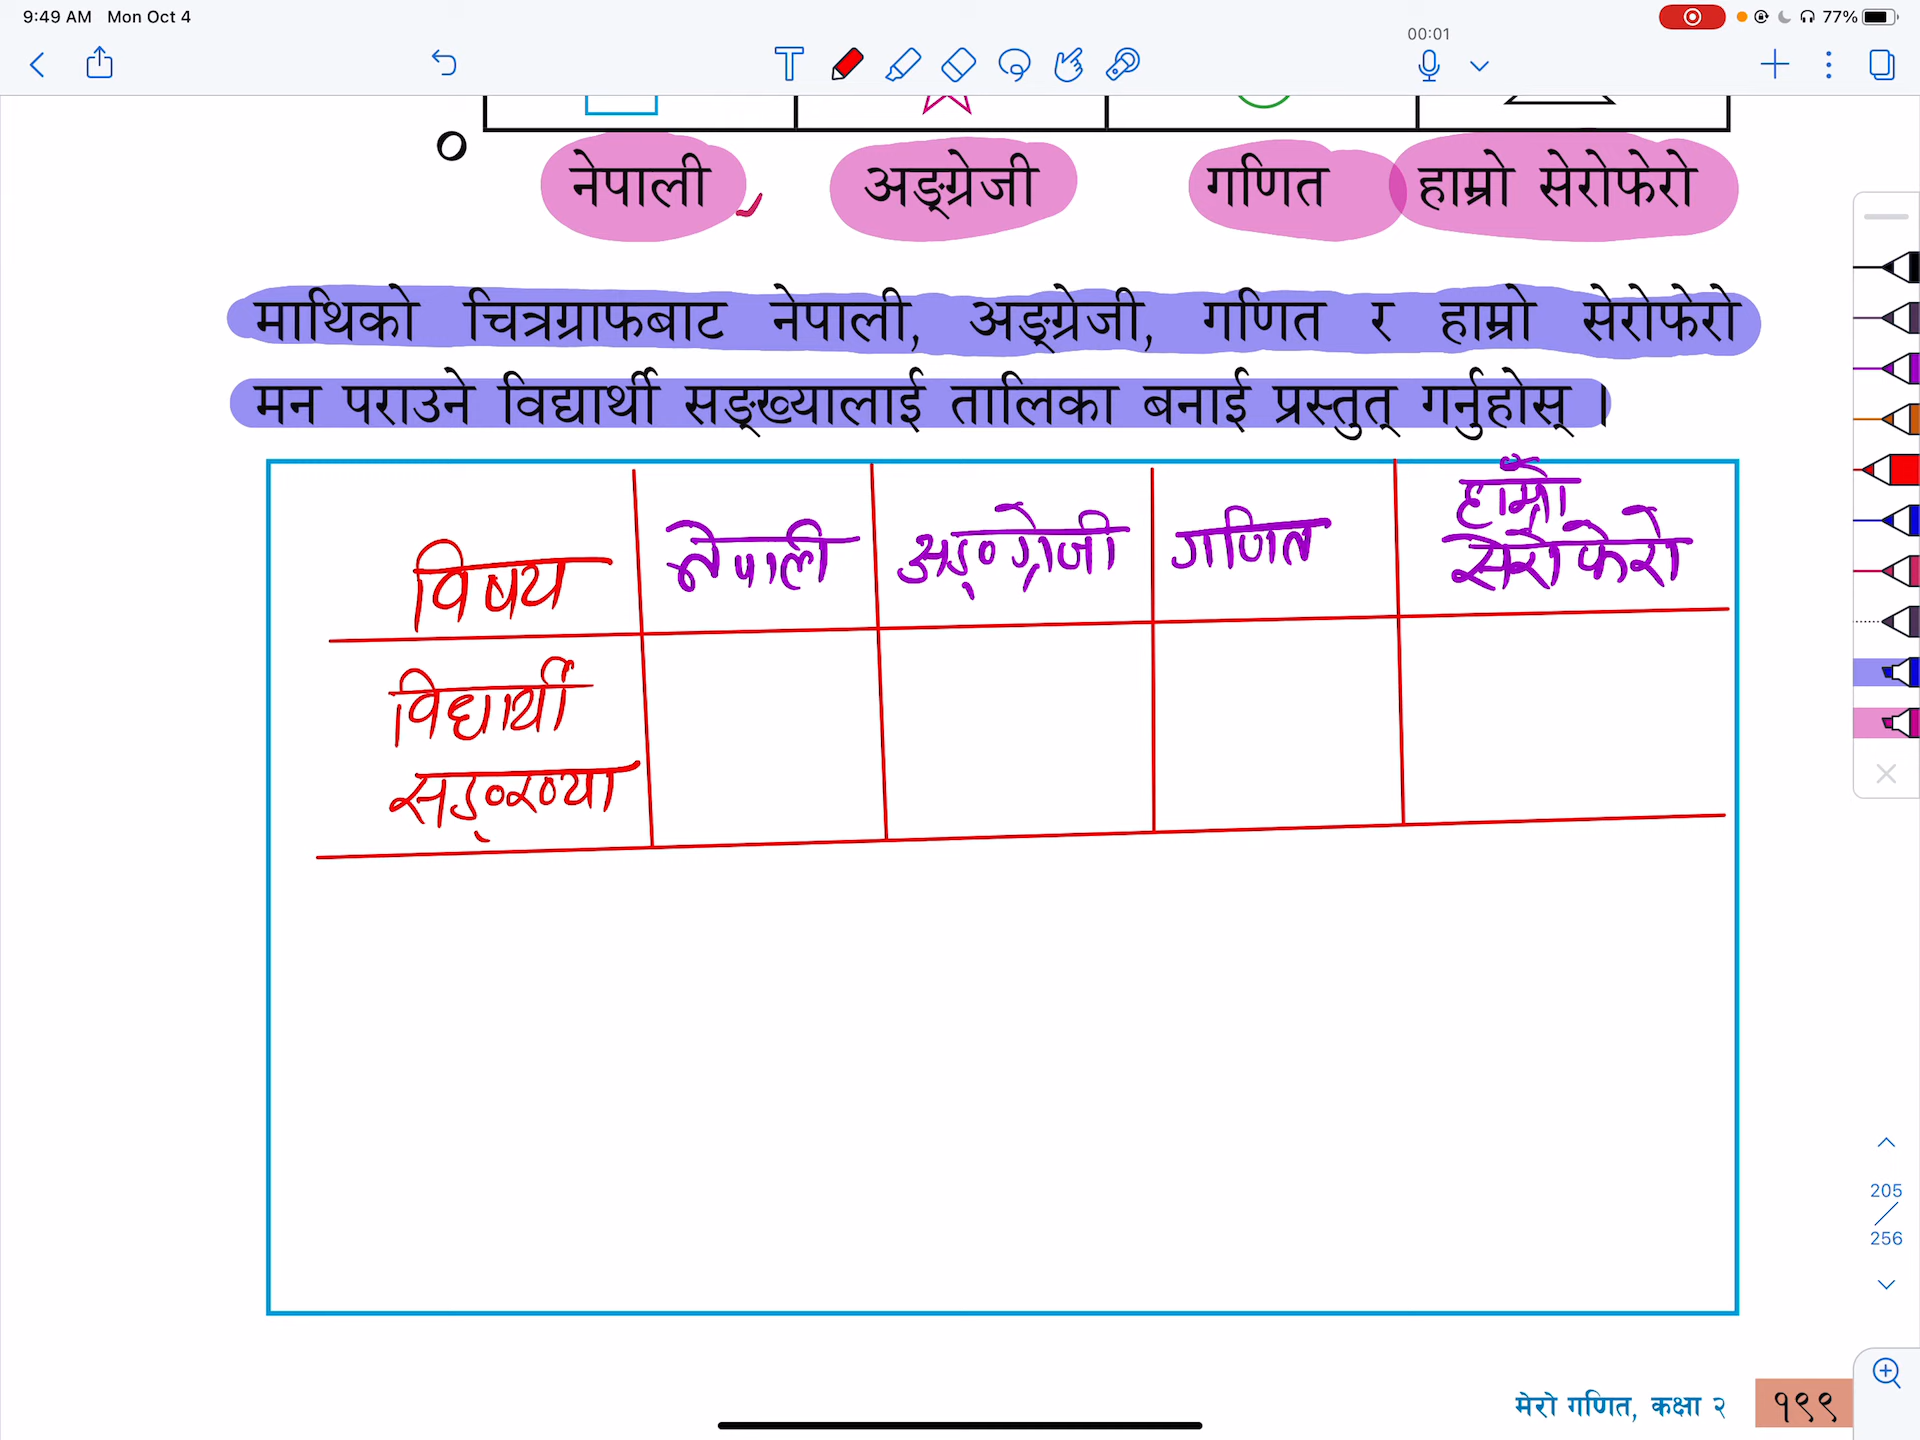 9:49 AM Mon Oct 4
77%
00:01
0
नेपाली अङ्ग्रेजी गणित हाम्रो सेरोफेरो
माथिको चित्रग्राफबाट नेपाली, अङ्ग्रेजी, गणित र हाम्रो सेरोफेरो
मन पराउने विद्यार्थी सङ्ख्यालाई तालिका बनाई प्रस्तुत् गर्नुहोस् ।
विषय नेपाली अङ्ग्रेजी गणित हाम्रो
सेरोफेरो
विद्यार्थी
सङ्ख्या
205
256
मेरो गणित, कक्षा २ १९९